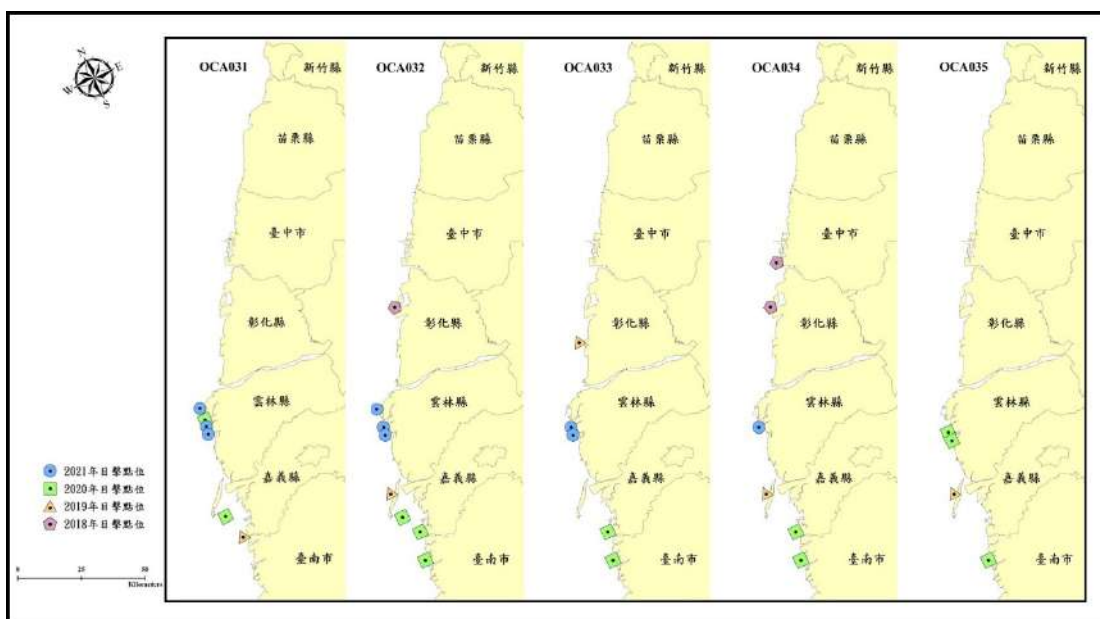 N
E
W
S
OCA031
新竹縣
苗栗縣
臺中市
彰化縣
雲林縣
嘉義縣
臺南市
OCA032
新竹縣
苗栗縣
臺中市
彰化縣
雲林縣
嘉義縣
臺南市
OCA033
新竹縣
苗栗縣
臺中市
彰化縣
雲林縣
嘉義縣
臺南市
OCA034
新竹縣
苗栗縣
臺中市
彰化縣
雲林縣
嘉義縣
臺南市
OCA035
新竹縣
苗栗縣
臺中市
彰化縣
雲林縣
嘉義縣
臺南市
2021年目擊點位
2020年目擊點位
2019年目擊點位
2018年目擊點位
0 25 50
Kilometers